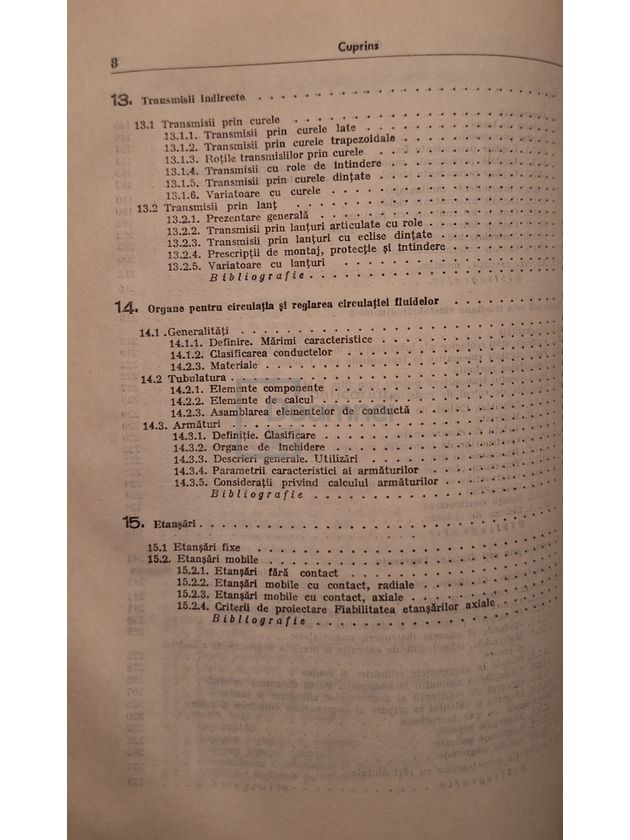 8
Cuprins
13. Transmisii indirecte
13.1 Transmisii prin curele
13.1.1. Transmisii prin curele late
13.1.2. Transmisii prin curele trapezoidale
13.1.3. Roțile transmisiilor prin curele
13.1.4. Transmisii cu role de întindere
13.1.5. Transmisii prin curele dințate
13.1.6. Variatoare cu curele
13.2 Transmisii prin lanț
13.2.1. Prezentare generală
13.2.2. Transmisii prin lanțuri articulate cu role
13.2.3. Transmisii prin lanțuri cu eclise dințate
13.2.4. Prescripții de montaj, protecție și întindere
13.2.5. Variatoare cu lanțuri
Bibliografie
14. Organe pentru circulația și reglarea circulației fluidelor
14.1 .Generalități
14.1.1. Definire. Mărimi caracteristice
14.1.2. Clasificarea conductelor
14.2.3. Materiale
14.2 Tubulatura
14.2.1. Elemente componente
14.2.2. Elemente de calcul
14.2.3. Asamblarea elementelor de conductă
14.3. Armături
14.3.1. Definiție. Clasificare
14.3.2. Organe de închidere
14.3.3. Descrieri generale. Utilizări
14.3.4. Parametrii caracteristici ai armăturilor
14.3.5. Considerații privind calculul armăturilor
Bibliografie
15. Etanșări
15.1 Etanșări fixe
15.2. Etanșări mobile
15.2.1. Etanșări fără contact
15.2.2. Etanșări mobile cu contact, radiale
15.2.3. Etanșări mobile cu contact, axiale
15.2.4. Criterii de proiectare Fiabilitatea etanșărilor axiale
Bibliografie